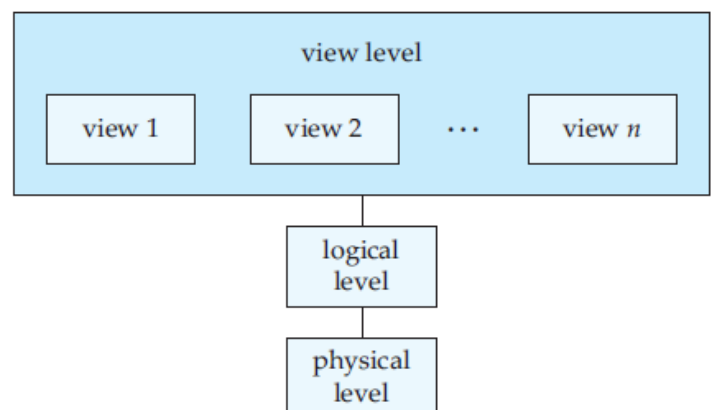 view level
view 1
view 2
...
view n
logical
level
physical
level